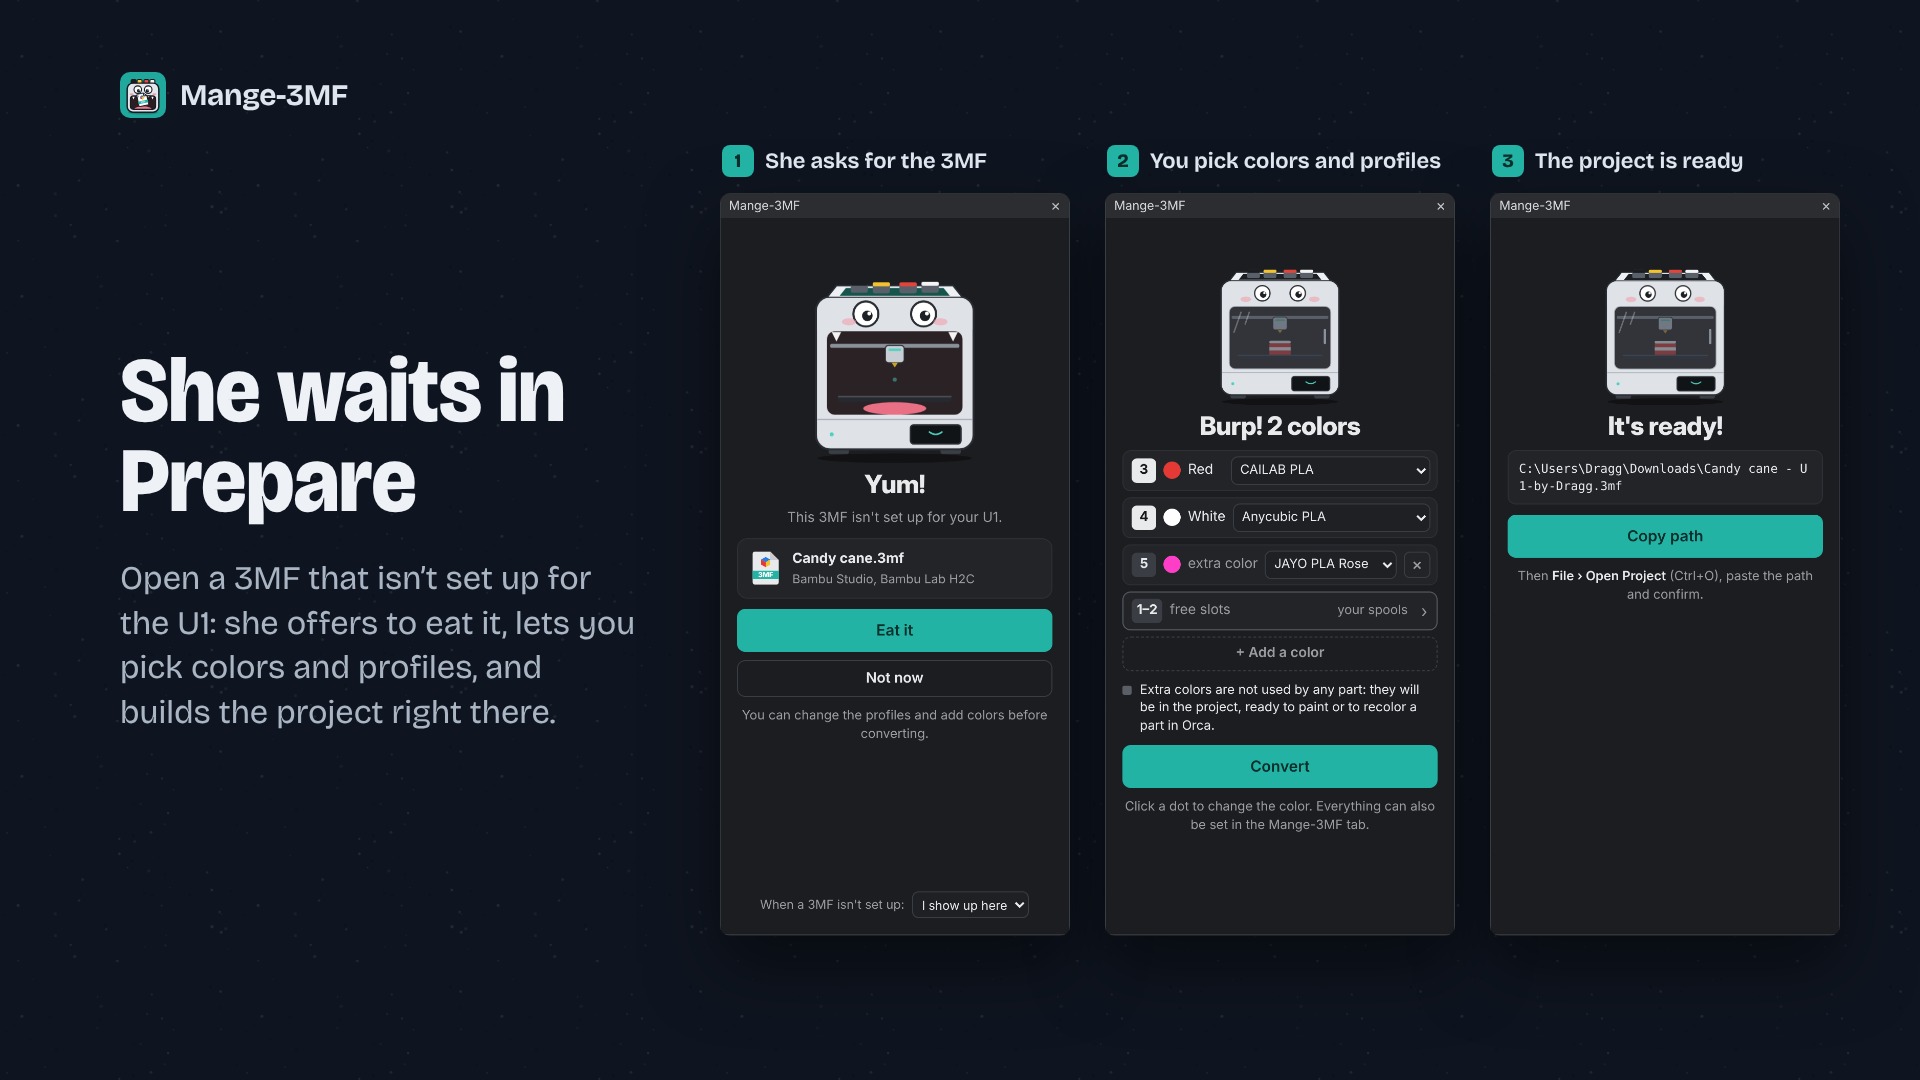 Mange-3MF
She waits in
Prepare
Open a 3MF that isn’t set up for
the U1: she offers to eat it, lets you
pick colors and profiles, and
builds the project right there.
1 She asks for the 3MF
Mange-3MF ×
Yum!
This 3MF isn't set up for your U1.
3MF
Candy cane.3mf
Bambu Studio, Bambu Lab H2C
Eat it
Not now
You can change the profiles and add colors before
converting.
When a 3MF isn't set up: I show up here
2 You pick colors and profiles
Mange-3MF ×
Burp! 2 colors
3 Red CAILAB PLA
4 White Anycubic PLA
5 extra color JAYO PLA Rose ×
1–2 free slots your spools ›
+ Add a color
Extra colors are not used by any part: they will
be in the project, ready to paint or to recolor a
part in Orca.
Convert
Click a dot to change the color. Everything can also
be set in the Mange-3MF tab.
3 The project is ready
Mange-3MF ×
It's ready!
C:\Users\Dragg\Downloads\Candy cane - U
1-by-Dragg.3mf
Copy path
Then File › Open Project (Ctrl+O), paste the path
and confirm.